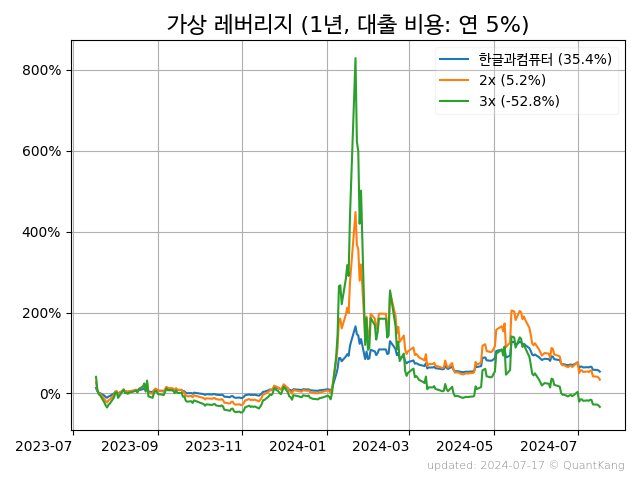 가상 레버리지 (1년, 대출 비용: 연 5%)
800%
600%
400%
200%
0%
한글과컴퓨터 (35.4%)
2x (5.2%)
3x (-52.8%)
2023-07 2023-09 2023-11 2024-01 2024-03 2024-05 2024-07
updated: 2024-07-17 © QuantKang